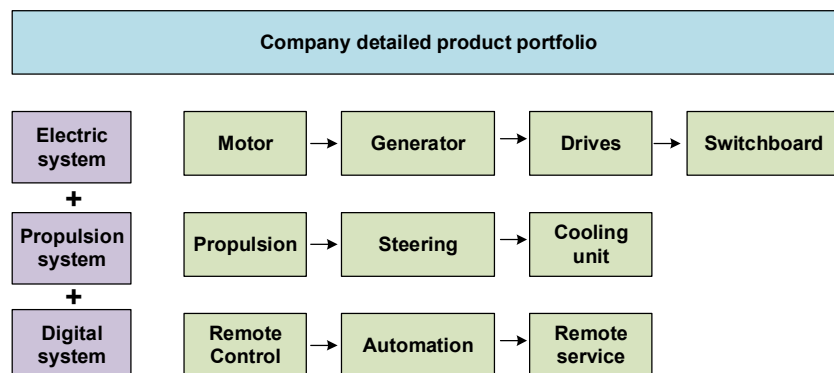 Company detailed product portfolio
Electric
system
Motor
Generator
Drives
Switchboard
+
Propulsion
system
Propulsion
Steering
Cooling
unit
+
Digital
system
Remote
Control
Automation
Remote
service